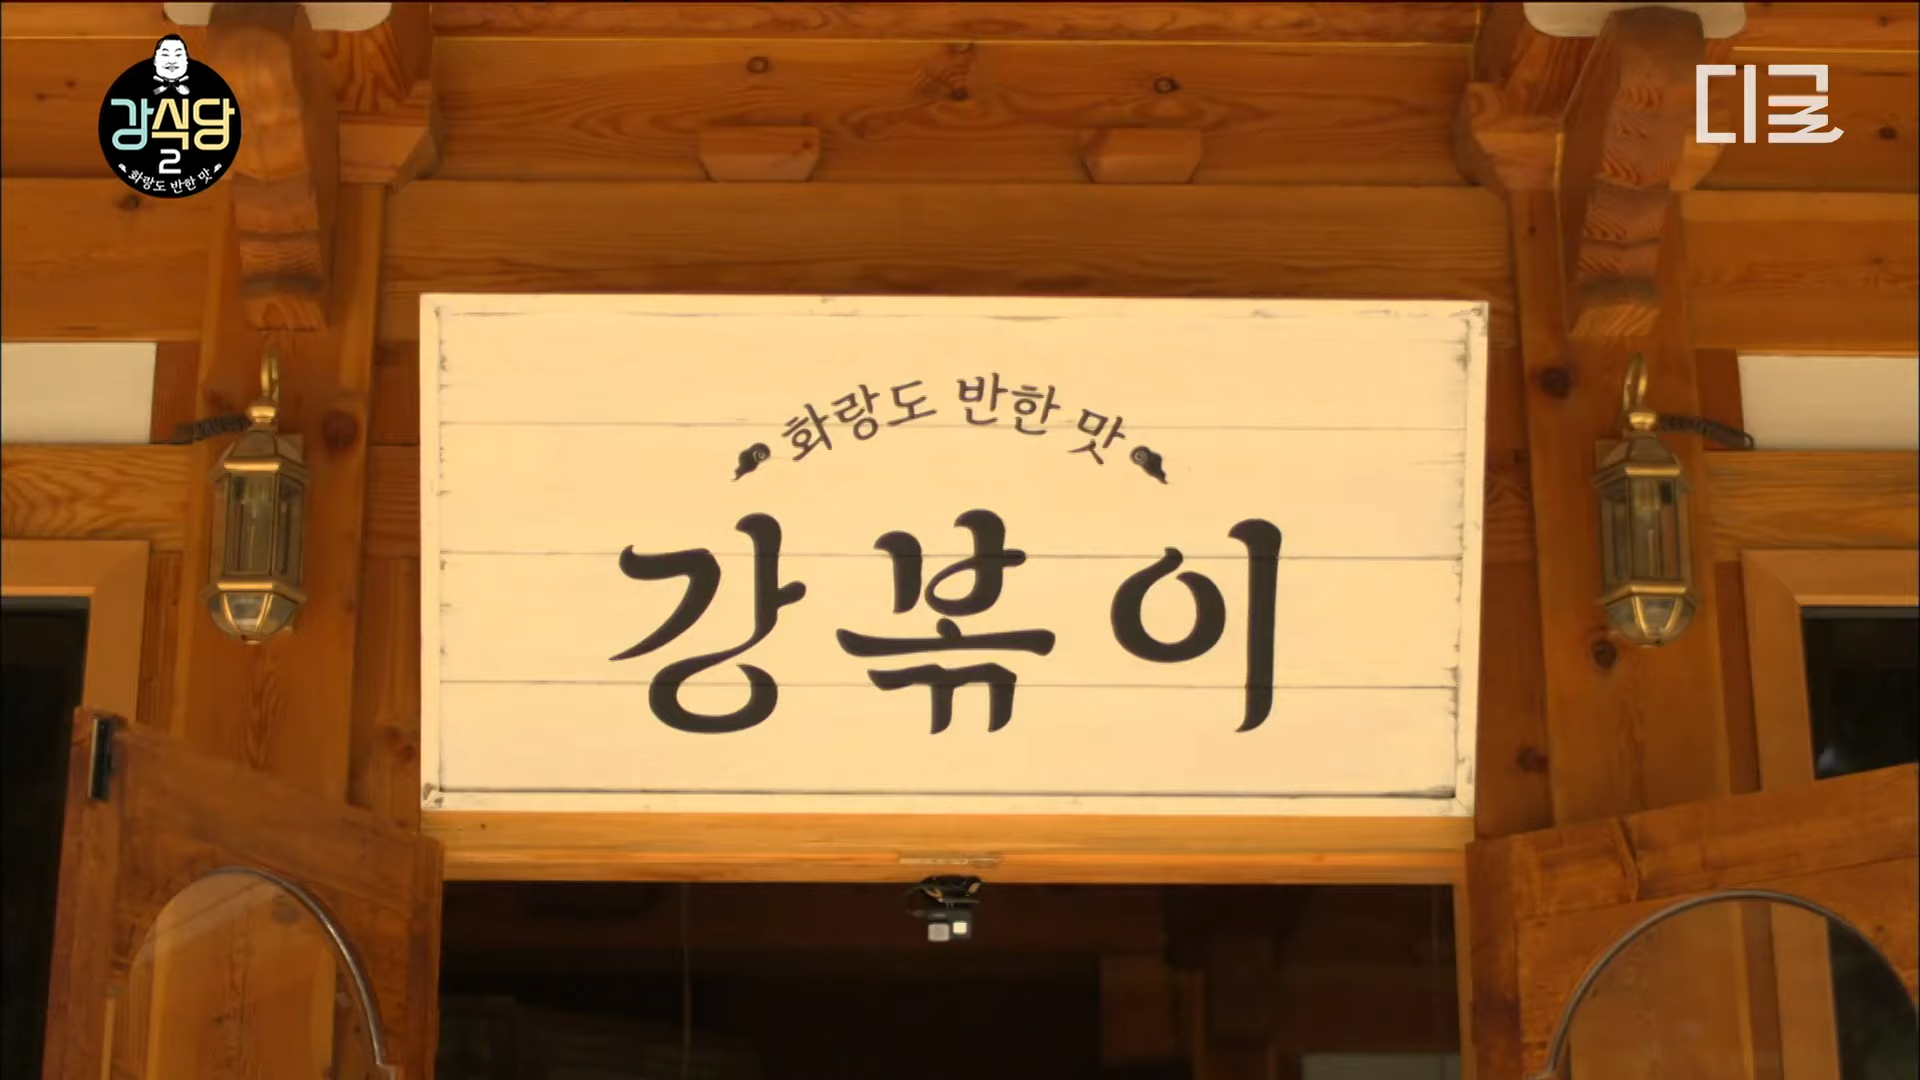 강식당
2
화랑도 반한 맛
디글
화랑도 반한 맛
강볶이